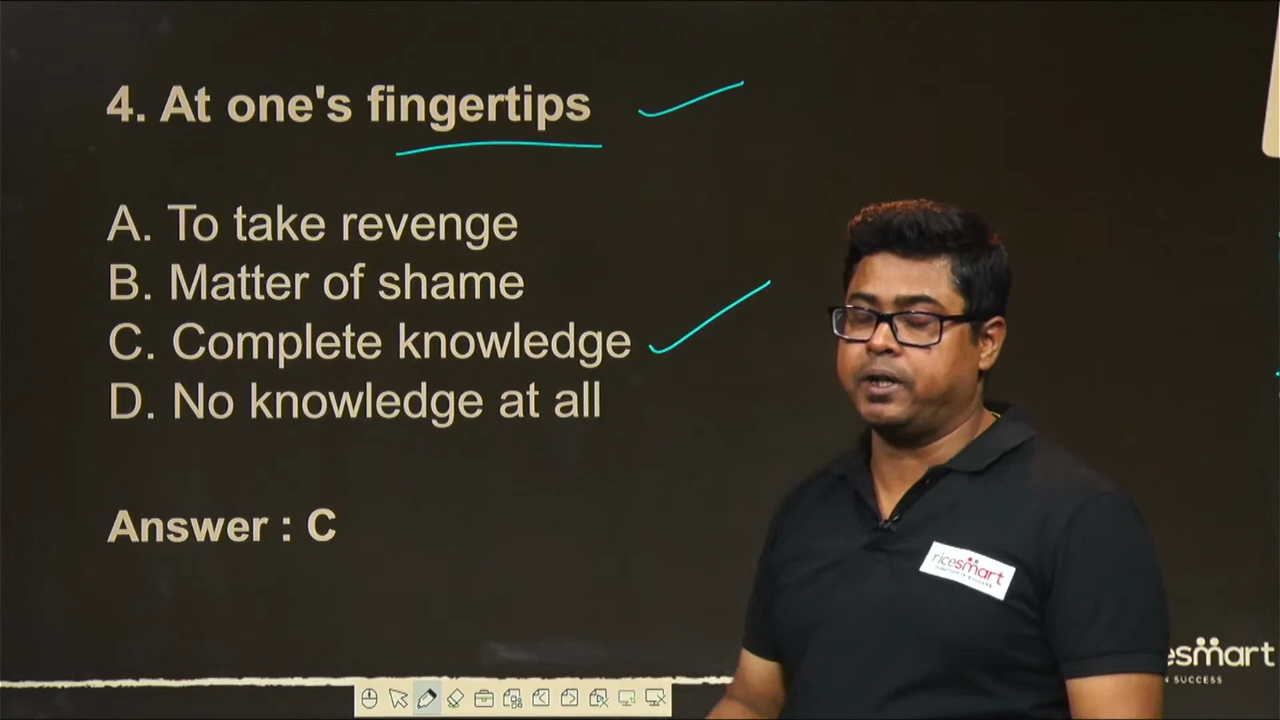 4. At one's fingertips
A. To take revenge
B. Matter of shame
C. Complete knowledge
D. No knowledge at all
Answer : C
ricesmart
esmart
N SUCCESS